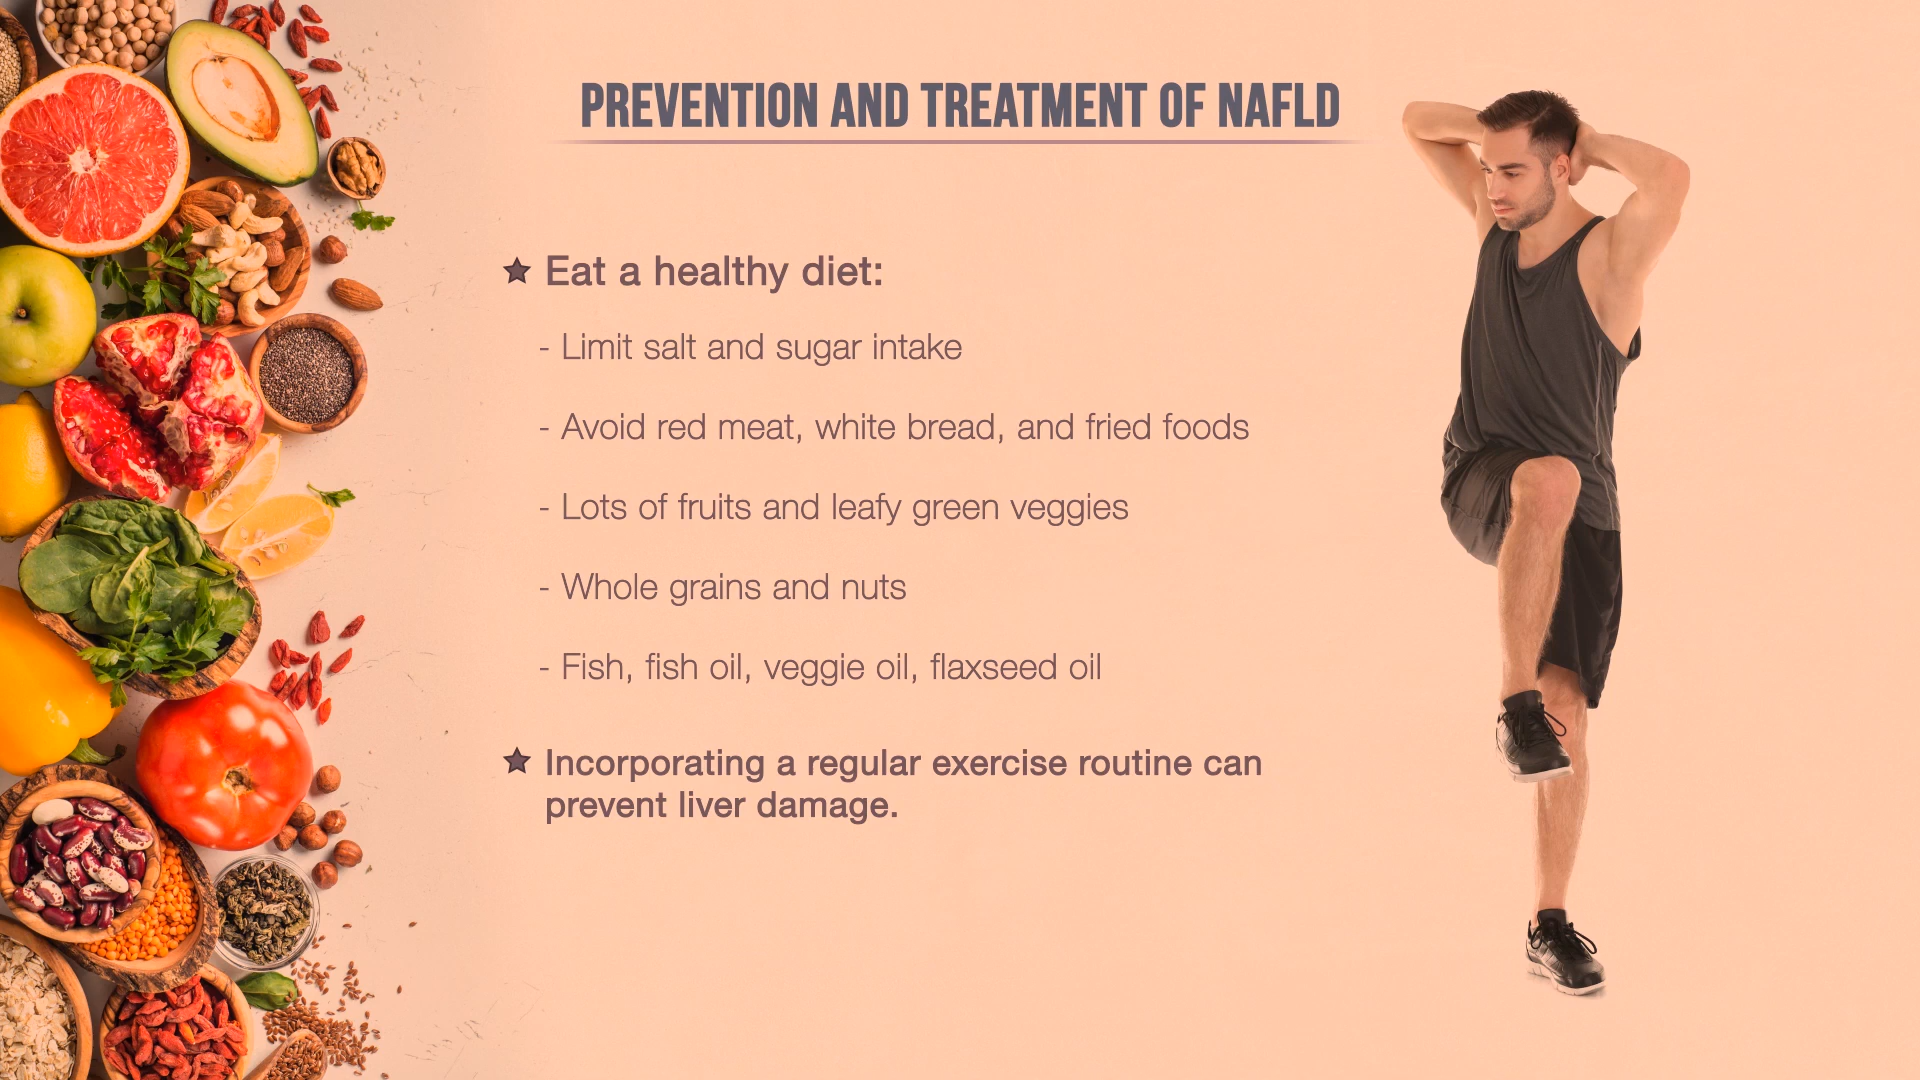 PREVENTION AND TREATMENT OF NAFLD
Eat a healthy diet:
- Limit salt and sugar intake
- Avoid red meat, white bread, and fried foods
- Lots of fruits and leafy green veggies
- Whole grains and nuts
- Fish, fish oil, veggie oil, flaxseed oil
Incorporating a regular exercise routine can
prevent liver damage.